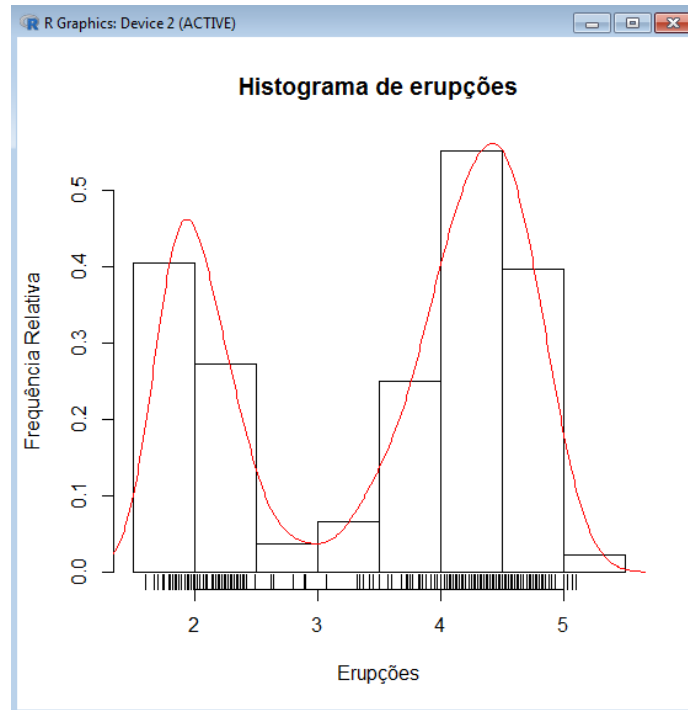 R Graphics: Device 2 (ACTIVE)
Histograma de erupções
Frequência Relativa
0.5
0.4
0.3
0.2
0.1
0.0
2 3 4 5
Erupções